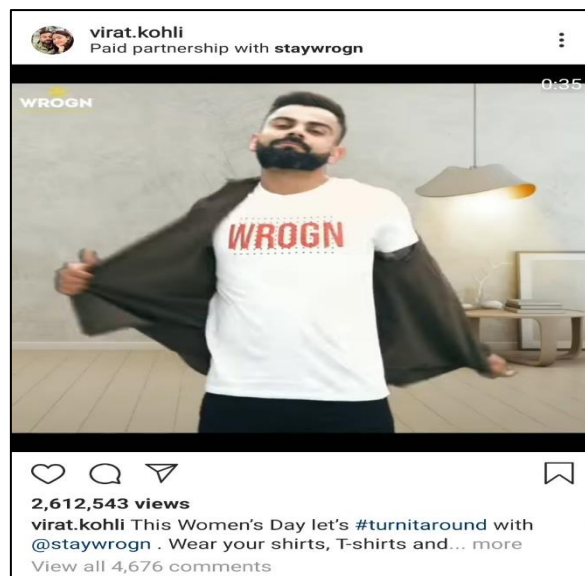 virat.kohli
Paid partnership with staywrogn
0:35
WROGN
WROGN
2,612,543 views
virat.kohli This Women's Day let's #turnitaround with
@staywrogn . Wear your shirts, T-shirts and... more
View all 4,676 comments